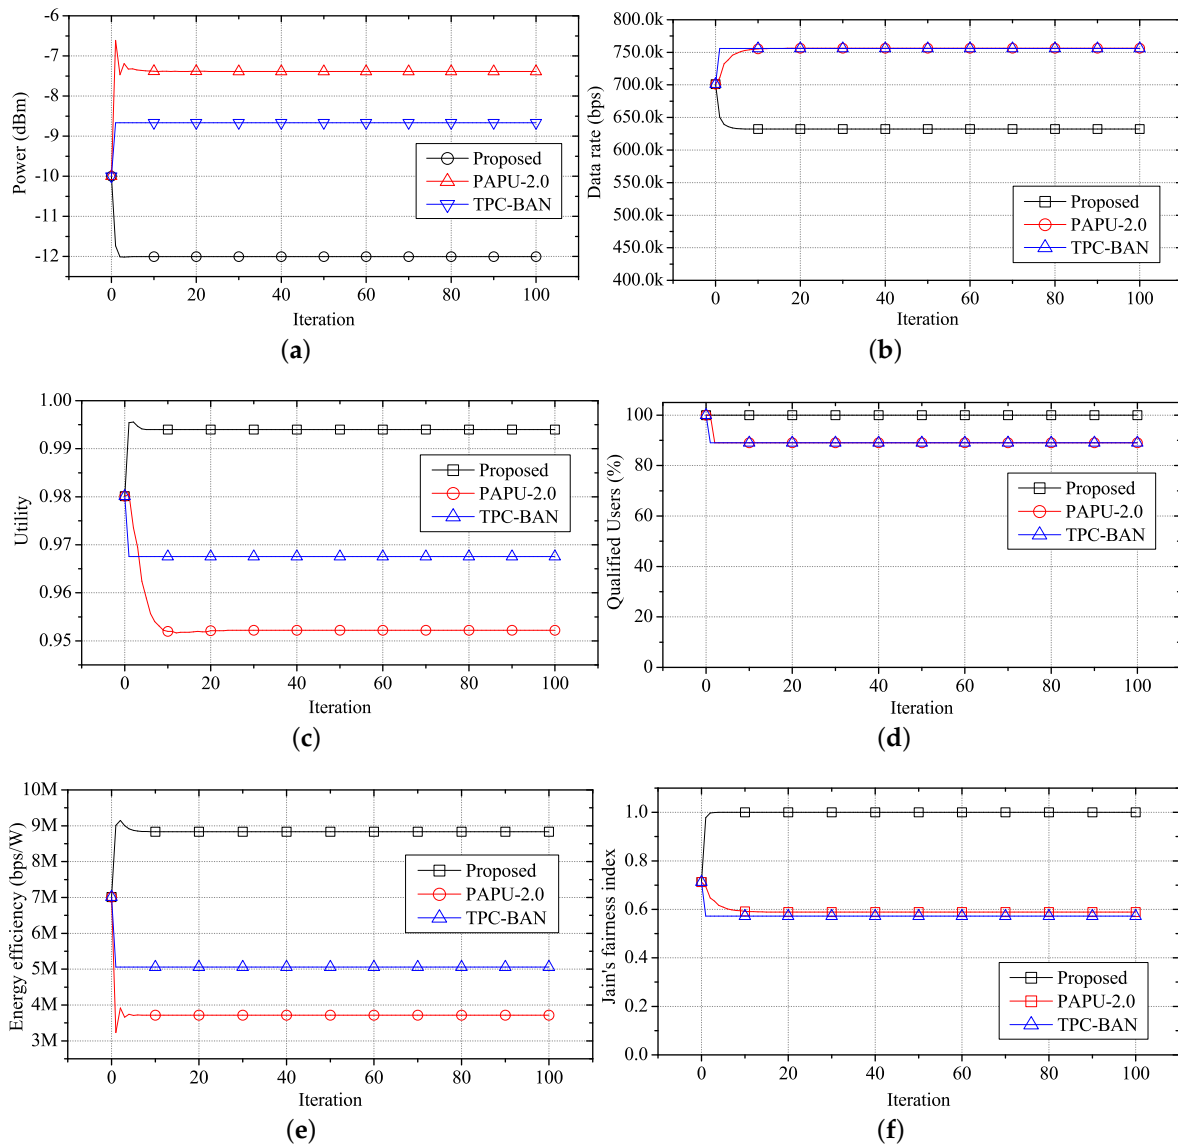 -6
-7
-8
-9
-10
-11
-12
Power (dBm)
Proposed
PAPU-2.0
TPC-BAN
0 20 40 60 80 100
Iteration
(a)
800.0k
750.0k
700.0k
650.0k
600.0k
550.0k
500.0k
450.0k
400.0k
Data rate (bps)
Proposed
PAPU-2.0
TPC-BAN
0 20 40 60 80 100
Iteration
(b)
1.00
0.99
0.98
0.97
0.96
0.95
Utility
Proposed
PAPU-2.0
TPC-BAN
0 20 40 60 80 100
Iteration
(c)
100
80
60
40
20
0
Qualified Users (%)
Proposed
PAPU-2.0
TPC-BAN
0 20 40 60 80 100
Iteration
(d)
10M
9M
8M
7M
6M
5M
4M
3M
Energy efficiency (bps/W)
Proposed
PAPU-2.0
TPC-BAN
0 20 40 60 80 100
Iteration
(e)
1.0
0.8
0.6
0.4
0.2
0.0
Jain's fairness index
Proposed
PAPU-2.0
TPC-BAN
0 20 40 60 80 100
Iteration
(f)